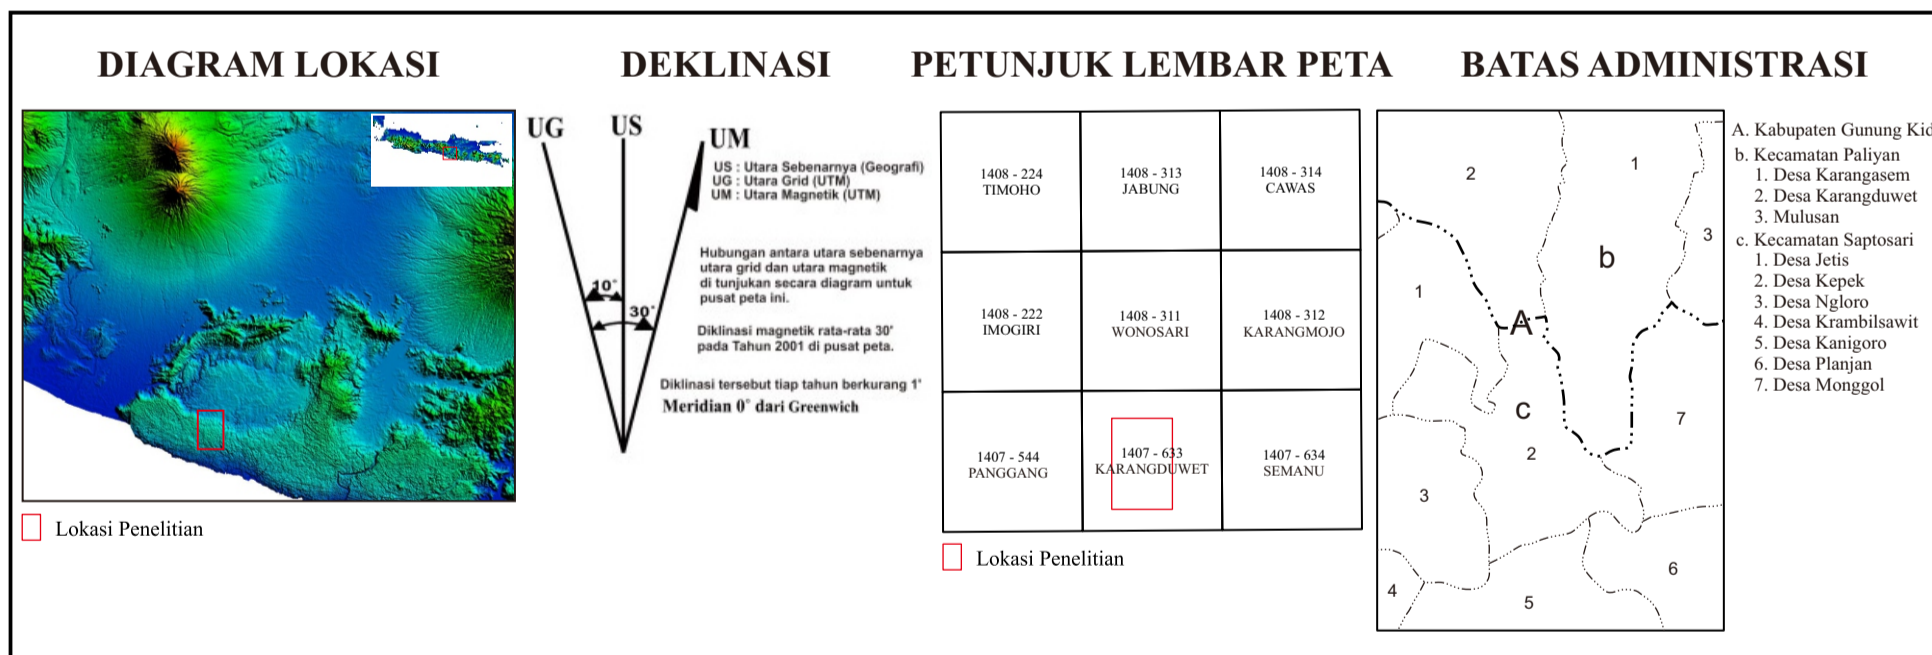 DIAGRAM LOKASI
Lokasi Penelitian
DEKLINASI
UG
US
UM
US : Utara Sebenarnya (Geografi)
UG : Utara Grid (UTM)
UM : Utara Magnetik (UTM)
Hubungan antara utara sebenarnya
utara grid dan utara magnetik
di tunjukan secara diagram untuk
pusat peta ini.
10°
30°
Diklinasi magnetik rata-rata 30°
pada Tahun 2001 di pusat peta.
Diklinasi tersebut tiap tahun berkurang 1°
Meridian 0° dari Greenwich
PETUNJUK LEMBAR PETA
1408 - 224
TIMOHO
1408 - 313
JABUNG
1408 - 314
CAWAS
1408 - 222
IMOGIRI
1408 - 311
WONOSARI
1408 - 312
KARANGMOJO
1407 - 544
PANGGANG
1407 - 633
KARANGDUWET
1407 - 634
SEMANU
Lokasi Penelitian
BATAS ADMINISTRASI
2
1
3
b
1
A
c
7
2
3
6
4
5
A. Kabupaten Gunung Kid
b. Kecamatan Paliyan
1. Desa Karangasem
2. Desa Karangduwet
3. Mulusan
c. Kecamatan Saptosari
1. Desa Jetis
2. Desa Kepek
3. Desa Ngloro
4. Desa Krambilsawit
5. Desa Kanigoro
6. Desa Planjan
7. Desa Monggol